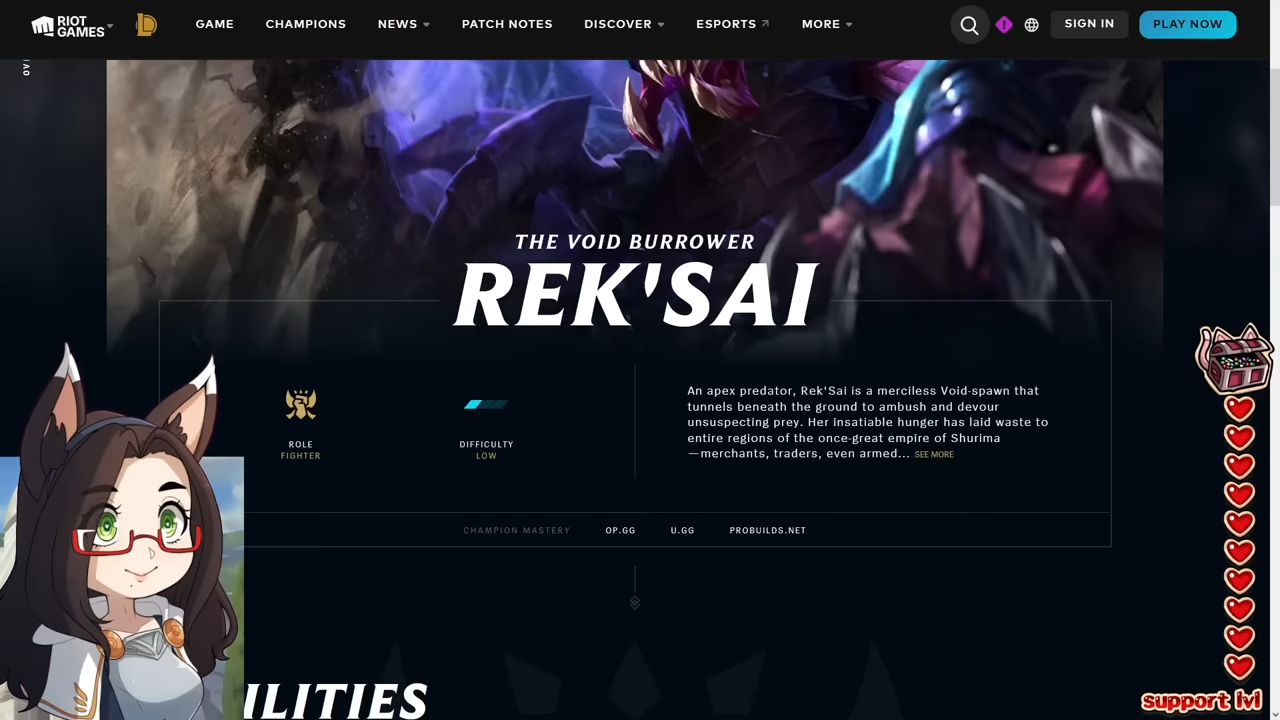 RIOT
GAMES
GAME
CHAMPIONS
NEWS
PATCH NOTES
DISCOVER
ESPORTS
MORE
SIGN IN
PLAY NOW
THE VOID BURROWER
REK'SAI
ROLE
FIGHTER
DIFFICULTY
LOW
An apex predator, Rek'Sai is a merciless Void-spawn that
tunnels beneath the ground to ambush and devour
unsuspecting prey. Her insatiable hunger has laid waste to
entire regions of the once-great empire of Shurima
—merchants, traders, even armed... SEE MORE
CHAMPION MASTERY
OP.GG
U.GG
PROBUILDS.NET
ILITIES
support lvl